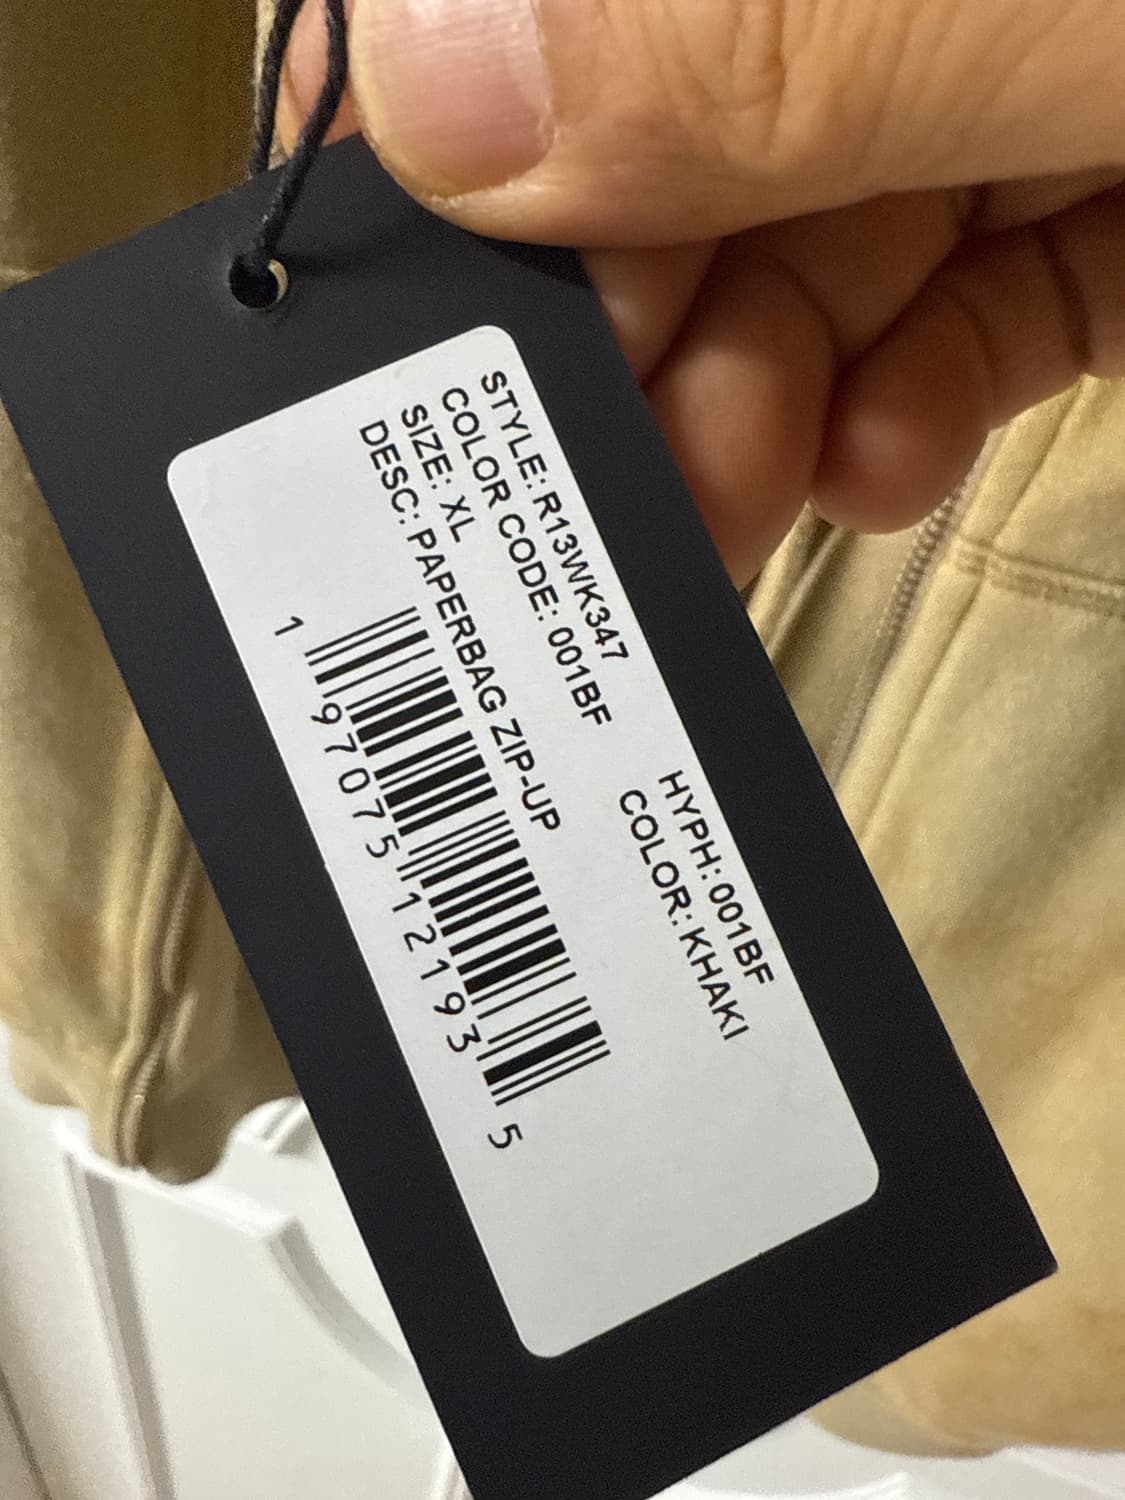 STYLE: R13WK347
COLOR CODE: 001BF
HYPH: 001BF
SIZE: XL
COLOR: KHAKI
DESC: PAPERBAG ZIP-UP
1 97075 12193 5